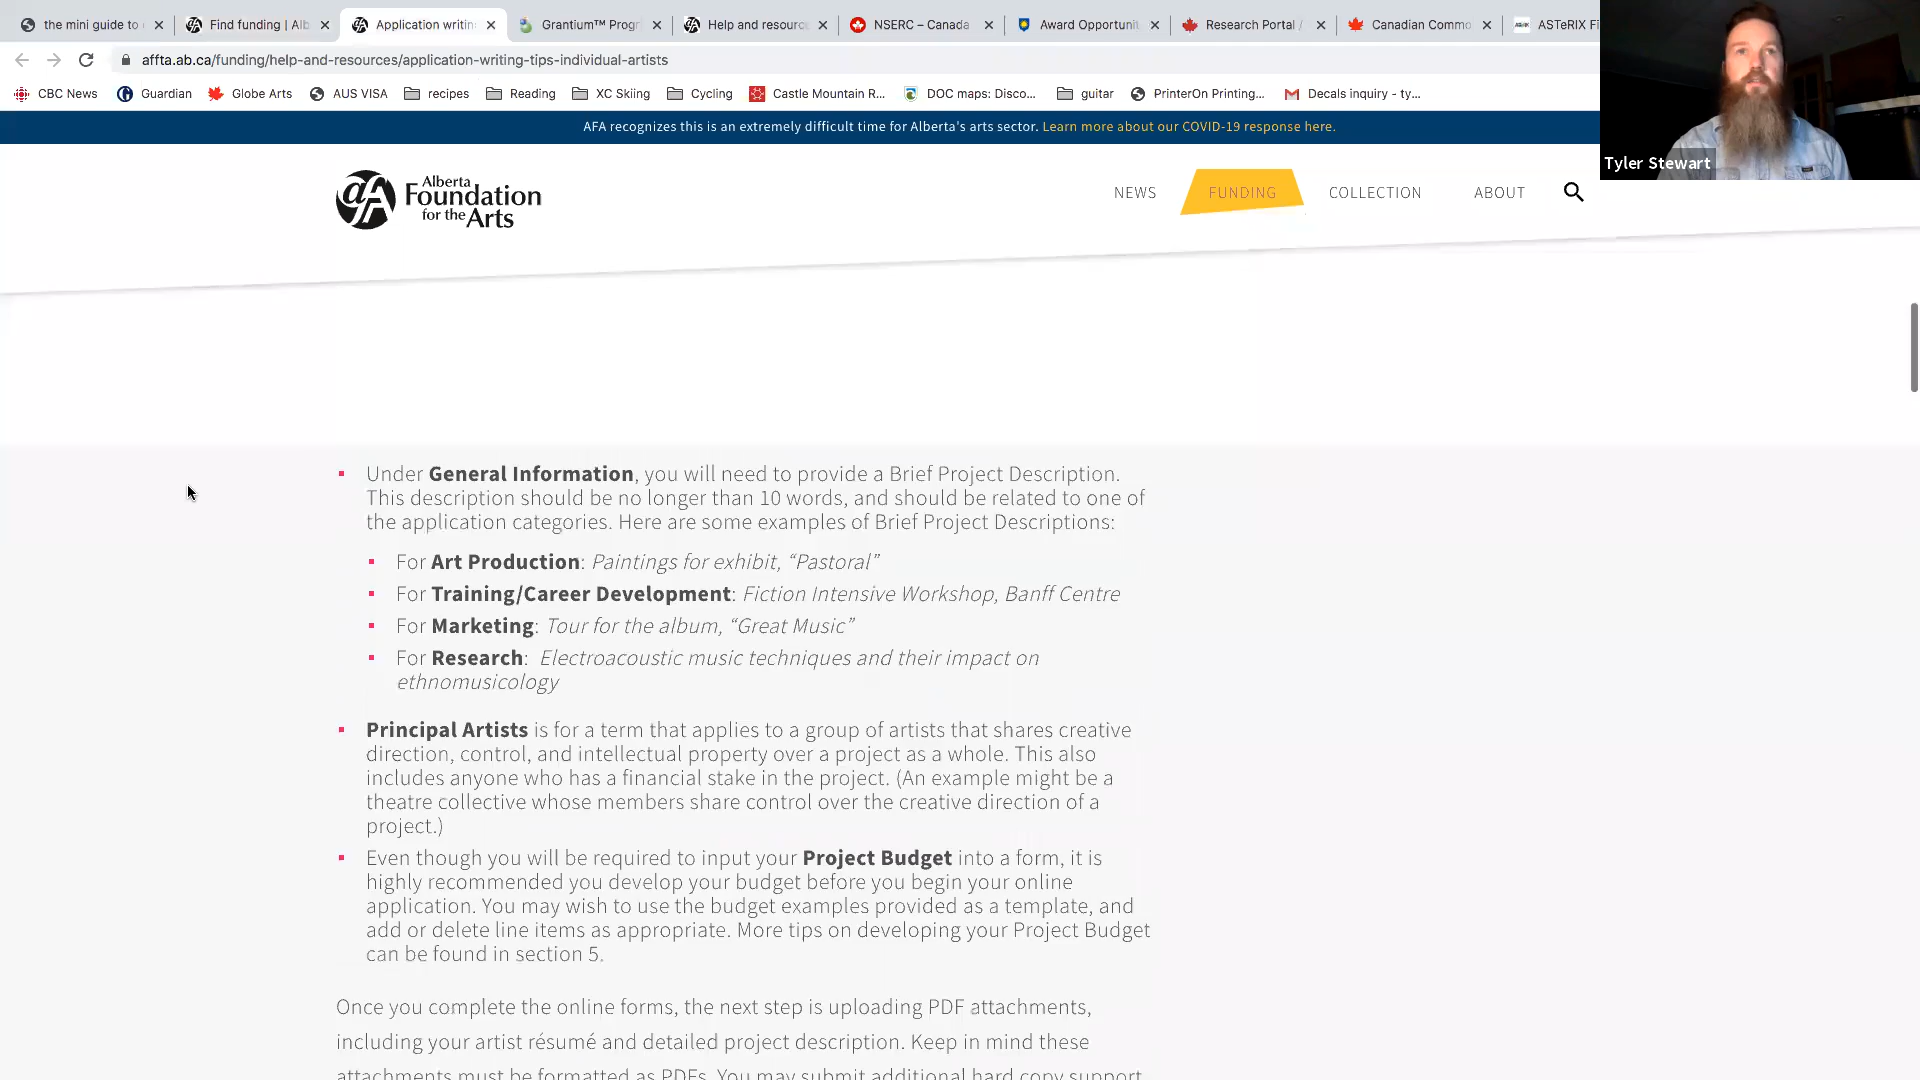 the mini guide to
Find funding | Alb
Application writin
Grantium™ Prog
Help and resourc
NSERC – Canada
Award Opportuni
Research Portal /
Canadian Commo
ASTeRIX Fi
affta.ab.ca/funding/help-and-resources/application-writing-tips-individual-artists
CBC News
Guardian
Globe Arts
AUS VISA
recipes
Reading
XC Skiing
Cycling
Castle Mountain R...
DOC maps: Disco...
guitar
PrinterOn Printing...
Decals inquiry - ty...
AFA recognizes this is an extremely difficult time for Alberta's arts sector. Learn more about our COVID-19 response here.
Tyler Stewart
Alberta
Foundation
for the Arts
NEWS
FUNDING
COLLECTION
ABOUT
Under General Information, you will need to provide a Brief Project Description.
This description should be no longer than 10 words, and should be related to one of
the application categories. Here are some examples of Brief Project Descriptions:
For Art Production: Paintings for exhibit, “Pastoral”
For Training/Career Development: Fiction Intensive Workshop, Banff Centre
For Marketing: Tour for the album, “Great Music”
For Research: Electroacoustic music techniques and their impact on
ethnomusicology
Principal Artists is for a term that applies to a group of artists that shares creative
direction, control, and intellectual property over a project as a whole. This also
includes anyone who has a financial stake in the project. (An example might be a
theatre collective whose members share control over the creative direction of a
project.)
Even though you will be required to input your Project Budget into a form, it is
highly recommended you develop your budget before you begin your online
application. You may wish to use the budget examples provided as a template, and
add or delete line items as appropriate. More tips on developing your Project Budget
can be found in section 5.
Once you complete the online forms, the next step is uploading PDF attachments,
including your artist résumé and detailed project description. Keep in mind these
attachments must be formatted as PDFs. You may submit additional hard copy support